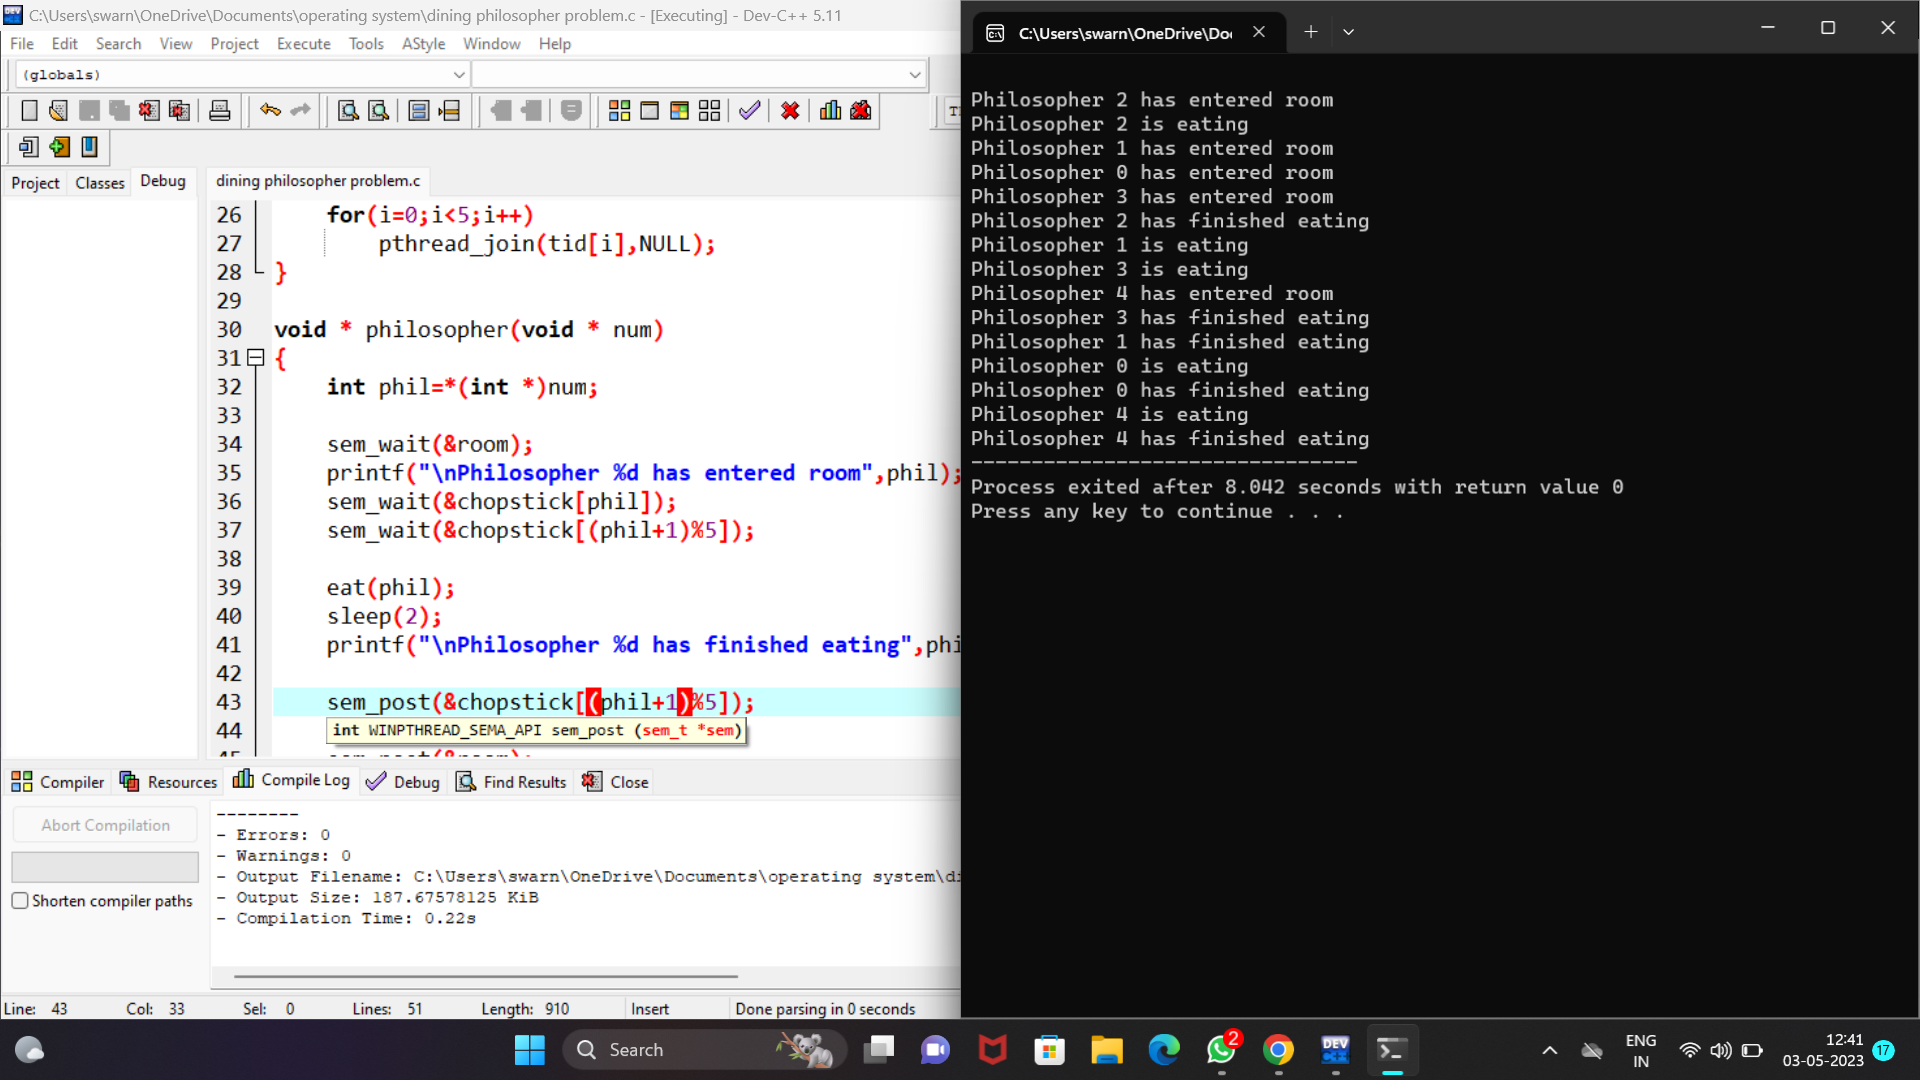 C:\Users\swarn\OneDrive\Documents\operating system\dining philosopher problem.c - [Executing] - Dev-C++ 5.11
File Edit Search View Project Execute Tools AStyle Window Help
(globals)
Project Classes Debug
dining philosopher problem.c
26 for(i=0;i<5;i++)
27 pthread_join(tid[i],NULL);
28 }
29
30 void * philosopher(void * num)
31 {
32 int phil=*(int *)num;
33
34 sem_wait(&room);
35 printf("\nPhilosopher %d has entered room",phil);
36 sem_wait(&chopstick[phil]);
37 sem_wait(&chopstick[(phil+1)%5]);
38
39 eat(phil);
40 sleep(2);
41 printf("\nPhilosopher %d has finished eating",phi
42
43 sem_post(&chopstick[(phil+1)%5]);
44 int WINPTHREAD_SEMA_API sem_post (sem_t *sem)
Compiler Resources Compile Log Debug Find Results Close
Abort Compilation
Shorten compiler paths
--------
- Errors: 0
- Warnings: 0
- Output Filename: C:\Users\swarn\OneDrive\Documents\operating system\di
- Output Size: 187.67578125 KiB
- Compilation Time: 0.22s
Line: 43 Col: 33 Sel: 0 Lines: 51 Length: 910 Insert Done parsing in 0 seconds
C:\Users\swarn\OneDrive\Do
Philosopher 2 has entered room
Philosopher 2 is eating
Philosopher 1 has entered room
Philosopher 0 has entered room
Philosopher 3 has entered room
Philosopher 2 has finished eating
Philosopher 1 is eating
Philosopher 3 is eating
Philosopher 4 has entered room
Philosopher 3 has finished eating
Philosopher 1 has finished eating
Philosopher 0 is eating
Philosopher 0 has finished eating
Philosopher 4 is eating
Philosopher 4 has finished eating
--------------------------------
Process exited after 8.042 seconds with return value 0
Press any key to continue . . .
Search
2
DEV
ENG
IN
12:41
03-05-2023
17